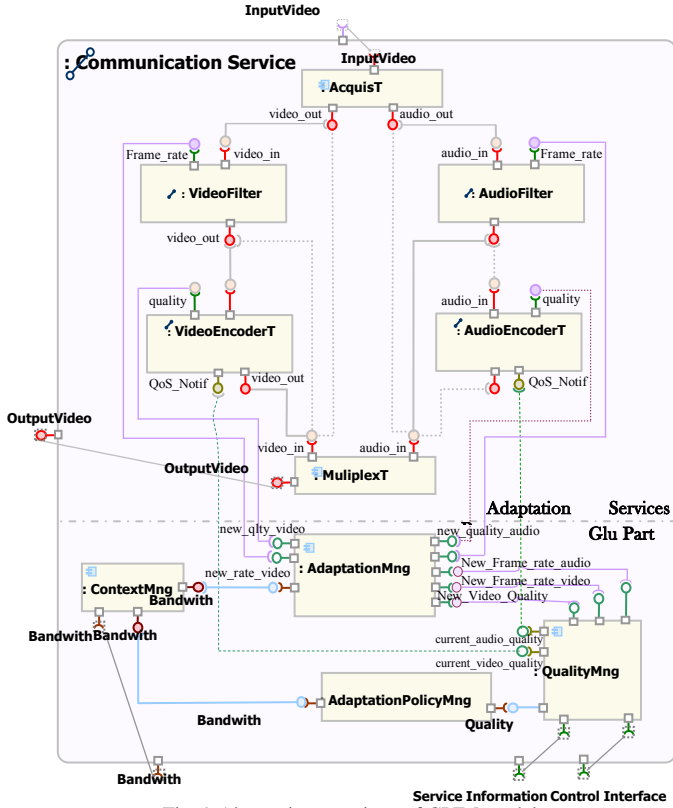 InputVideo
: Communication Service
InputVideo
: AcquisT
video_out
audio_out
Frame_rate
video_in
audio_in
Frame_rate
: VideoFilter
: AudioFilter
video_out
quality
audio_in
quality
: VideoEncoderT
: AudioEncoderT
QoS_Notif
video_out
QoS_Notif
OutputVideo
video_in
audio_in
OutputVideo
: MuliplexT
Adaptation Services
Glu Part
new_qlty_video
new_quality_audio
new_rate_video
: AdaptationMng
New_Frame_rate_audio
New_Frame_rate_video
New_Video_Quality
: ContextMng
Bandwith
Bandwith
Bandwith
current_audio_quality
current_video_quality
: QualityMng
: AdaptationPolicyMng
Bandwith
Quality
Bandwith
Service Information Control Interface